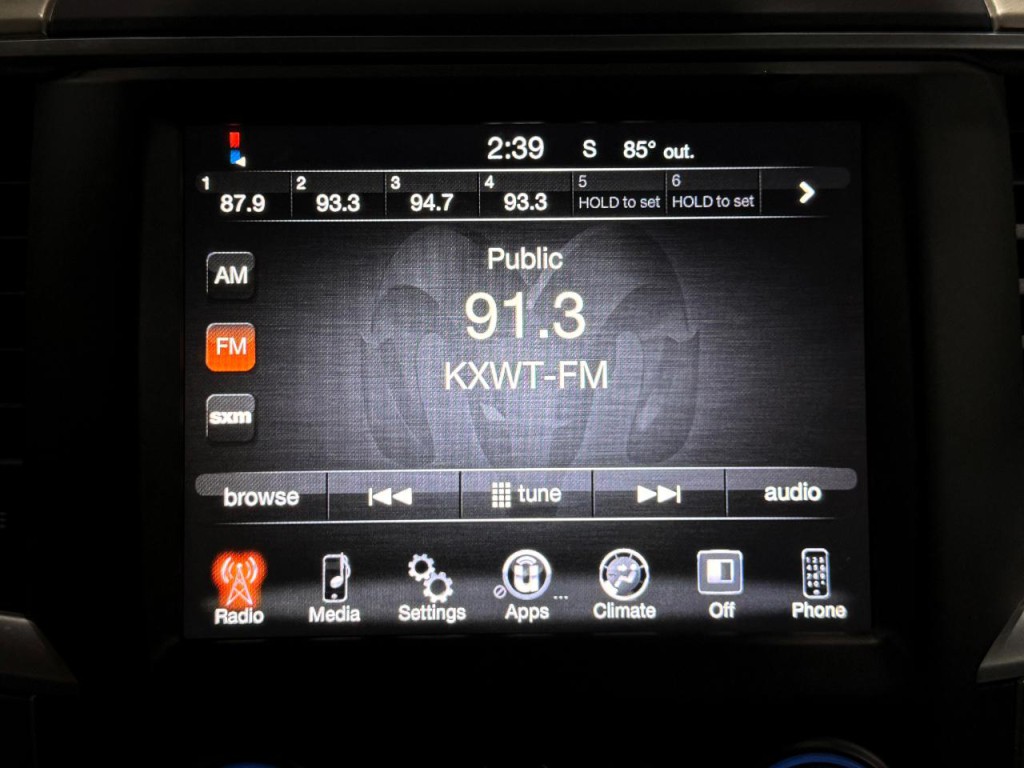 2:39 S 85° out.
1 2 3 4 5 6
87.9 93.3 94.7 93.3 HOLD to set HOLD to set
Public
AM
91.3
FM
KXWT-FM
sxm
browse tune audio
Radio Media Settings Apps ... Climate Off Phone